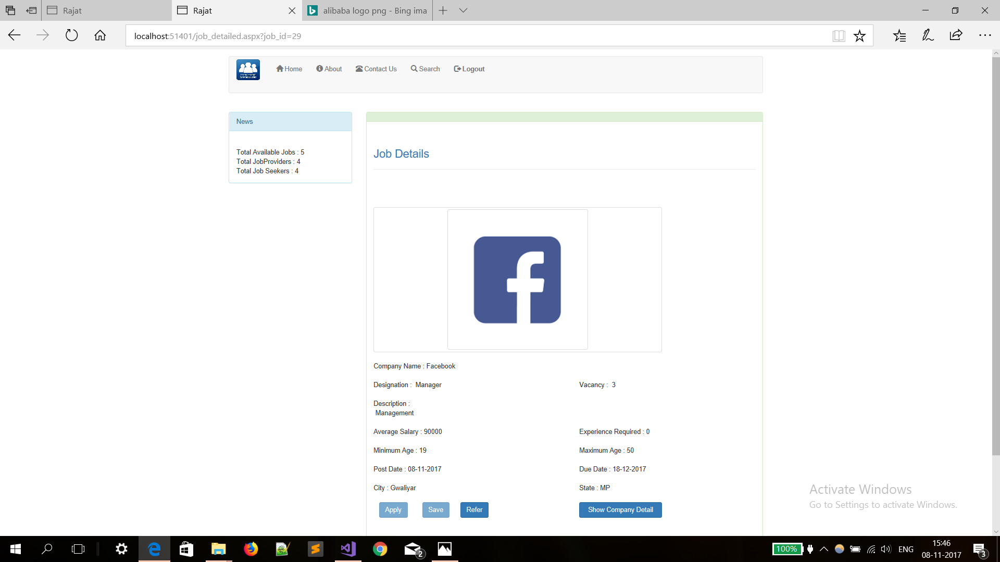 Rajat
Rajat
alibaba logo png - Bing ima
localhost:51401/job_detailed.aspx?job_id=29
EMPLOYMENT
OPPORTUNITIES
Home About Contact Us Search Logout
News
Total Available Jobs : 5
Total JobProviders : 4
Total Job Seekers : 4
Job Details
Company Name : Facebook
Designation : Manager Vacancy : 3
Description :
Management
Average Salary : 90000 Experience Required : 0
Minimum Age : 19 Maximum Age : 50
Post Date : 08-11-2017 Due Date : 18-12-2017
City : Gwaliyar State : MP
Apply Save Refer Show Company Detail
Activate Windows
Go to Settings to activate Windows.
2
100%
ENG
15:46
08-11-2017
3